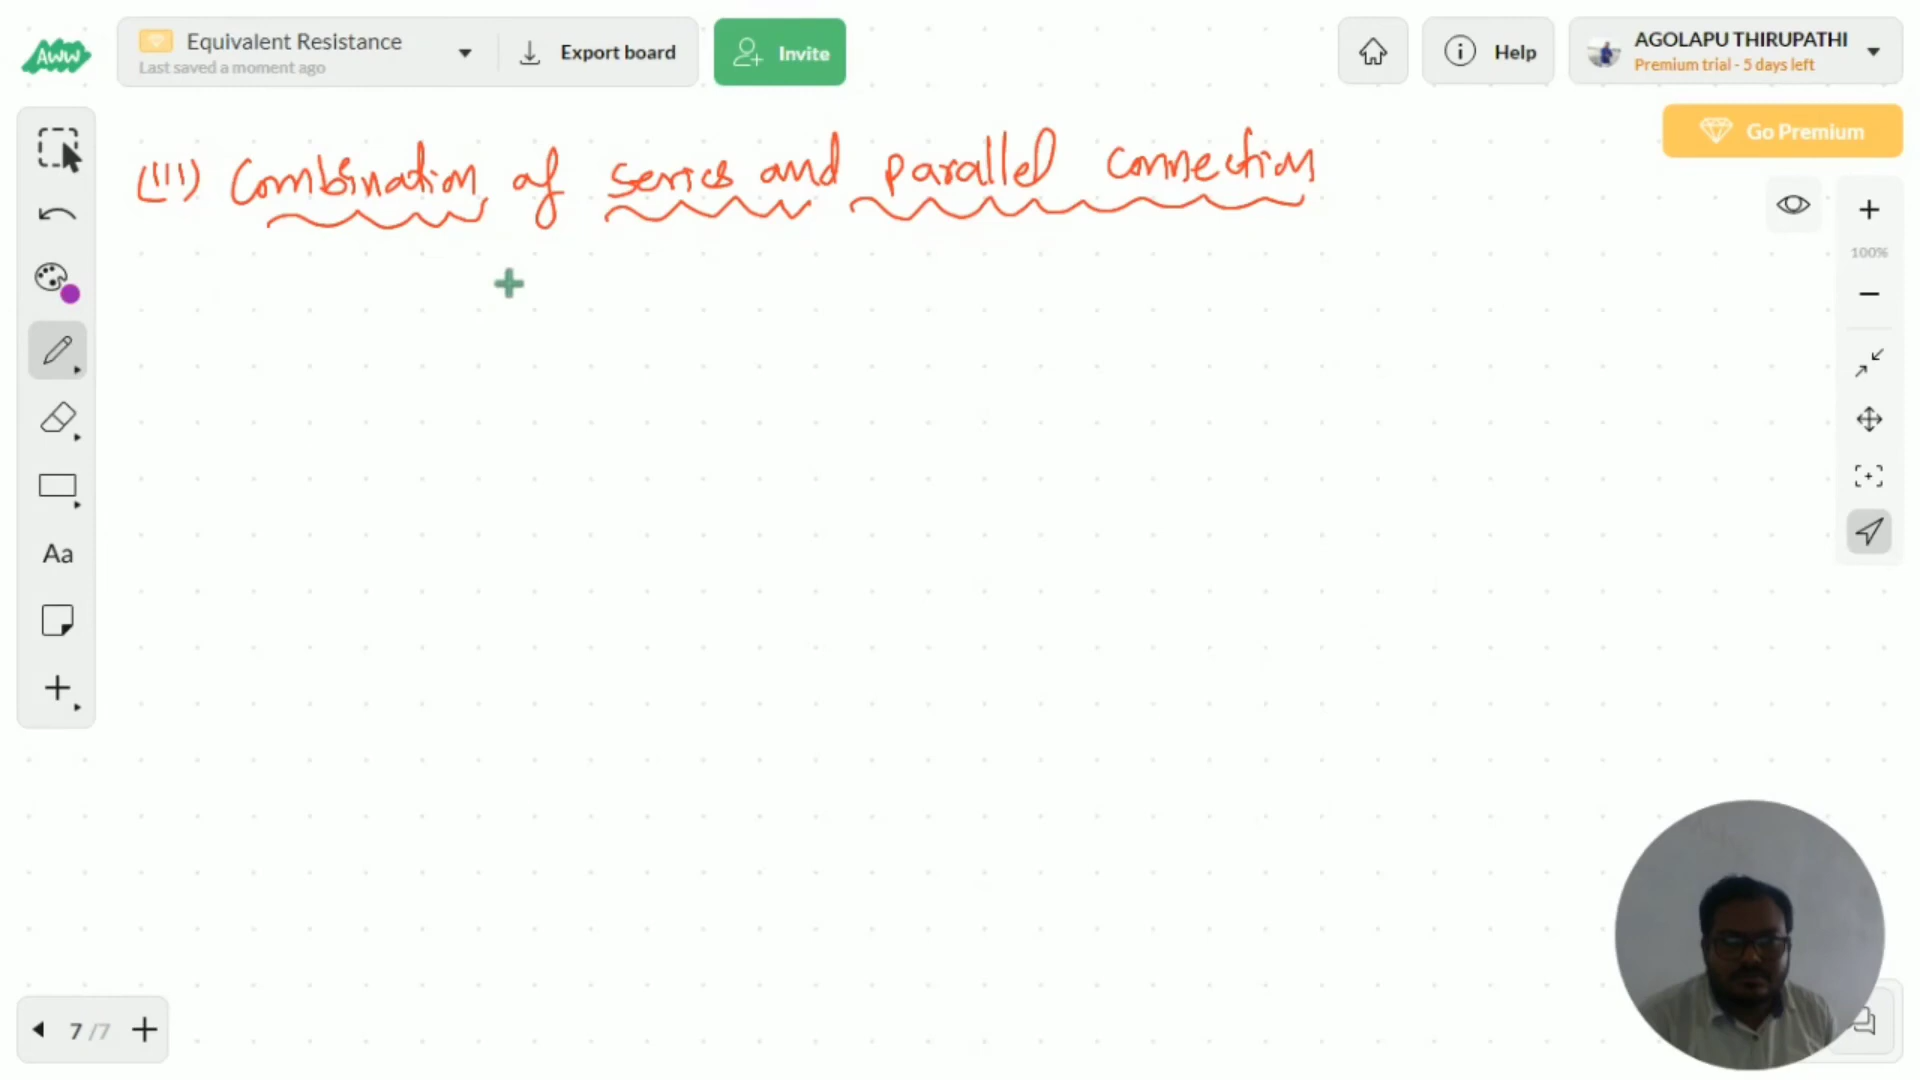 AWW
Equivalent Resistance
Last saved a moment ago
Export board
Invite
Help
AGOLAPU THIRUPATHI
Premium trial - 5 days left
Go Premium
(III) Combination of series and parallel connection
100%
Aa
7 /7